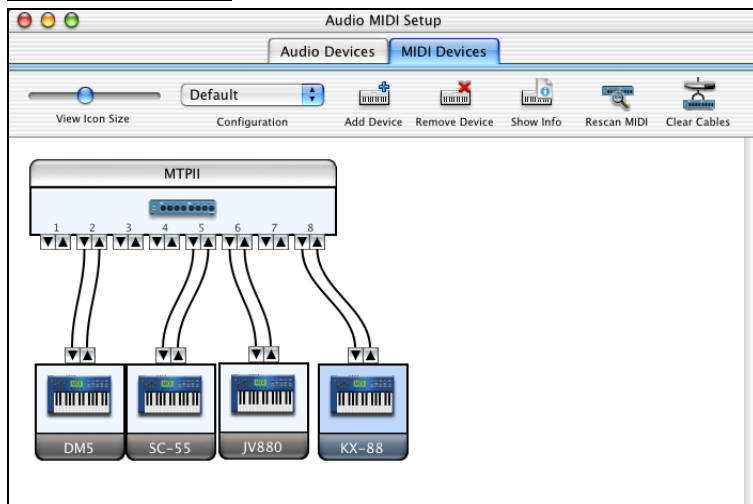 Audio MIDI Setup
Audio Devices MIDI Devices
Default
View Icon Size Configuration Add Device Remove Device Show Info Rescan MIDI Clear Cables
MTPII
1 2 3 4 5 6 7 8
DM5 SC-55 JV880 KX-88